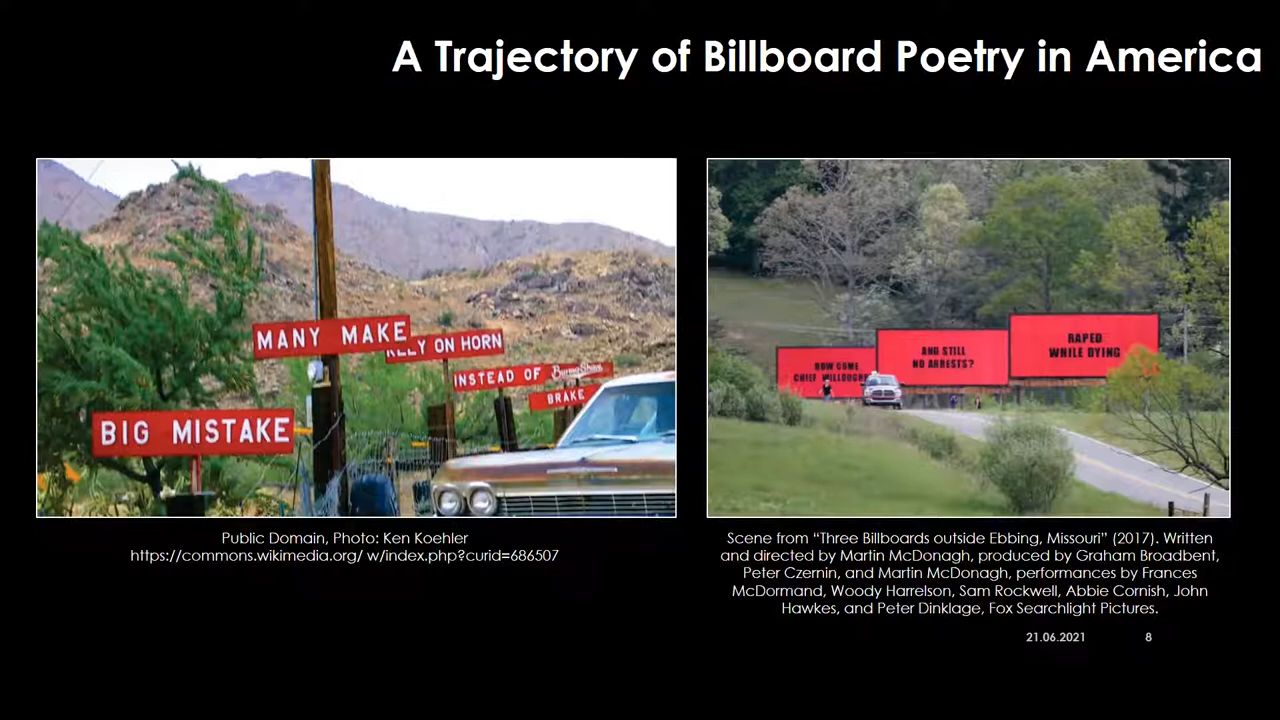 A Trajectory of Billboard Poetry in America
BIG MISTAKE
MANY MAKE
RELY ON HORN
INSTEAD OF
Burma-Shave
BRAKE
HOW COME
CHIEF WILLOUGHBY
AND STILL
NO ARRESTS?
RAPED
WHILE DYING
Public Domain, Photo: Ken Koehler
https://commons.wikimedia.org/ w/index.php?curid=686507
Scene from “Three Billboards outside Ebbing, Missouri” (2017). Written
and directed by Martin McDonagh, produced by Graham Broadbent,
Peter Czernin, and Martin McDonagh, performances by Frances
McDormand, Woody Harrelson, Sam Rockwell, Abbie Cornish, John
Hawkes, and Peter Dinklage, Fox Searchlight Pictures.
21.06.2021 8